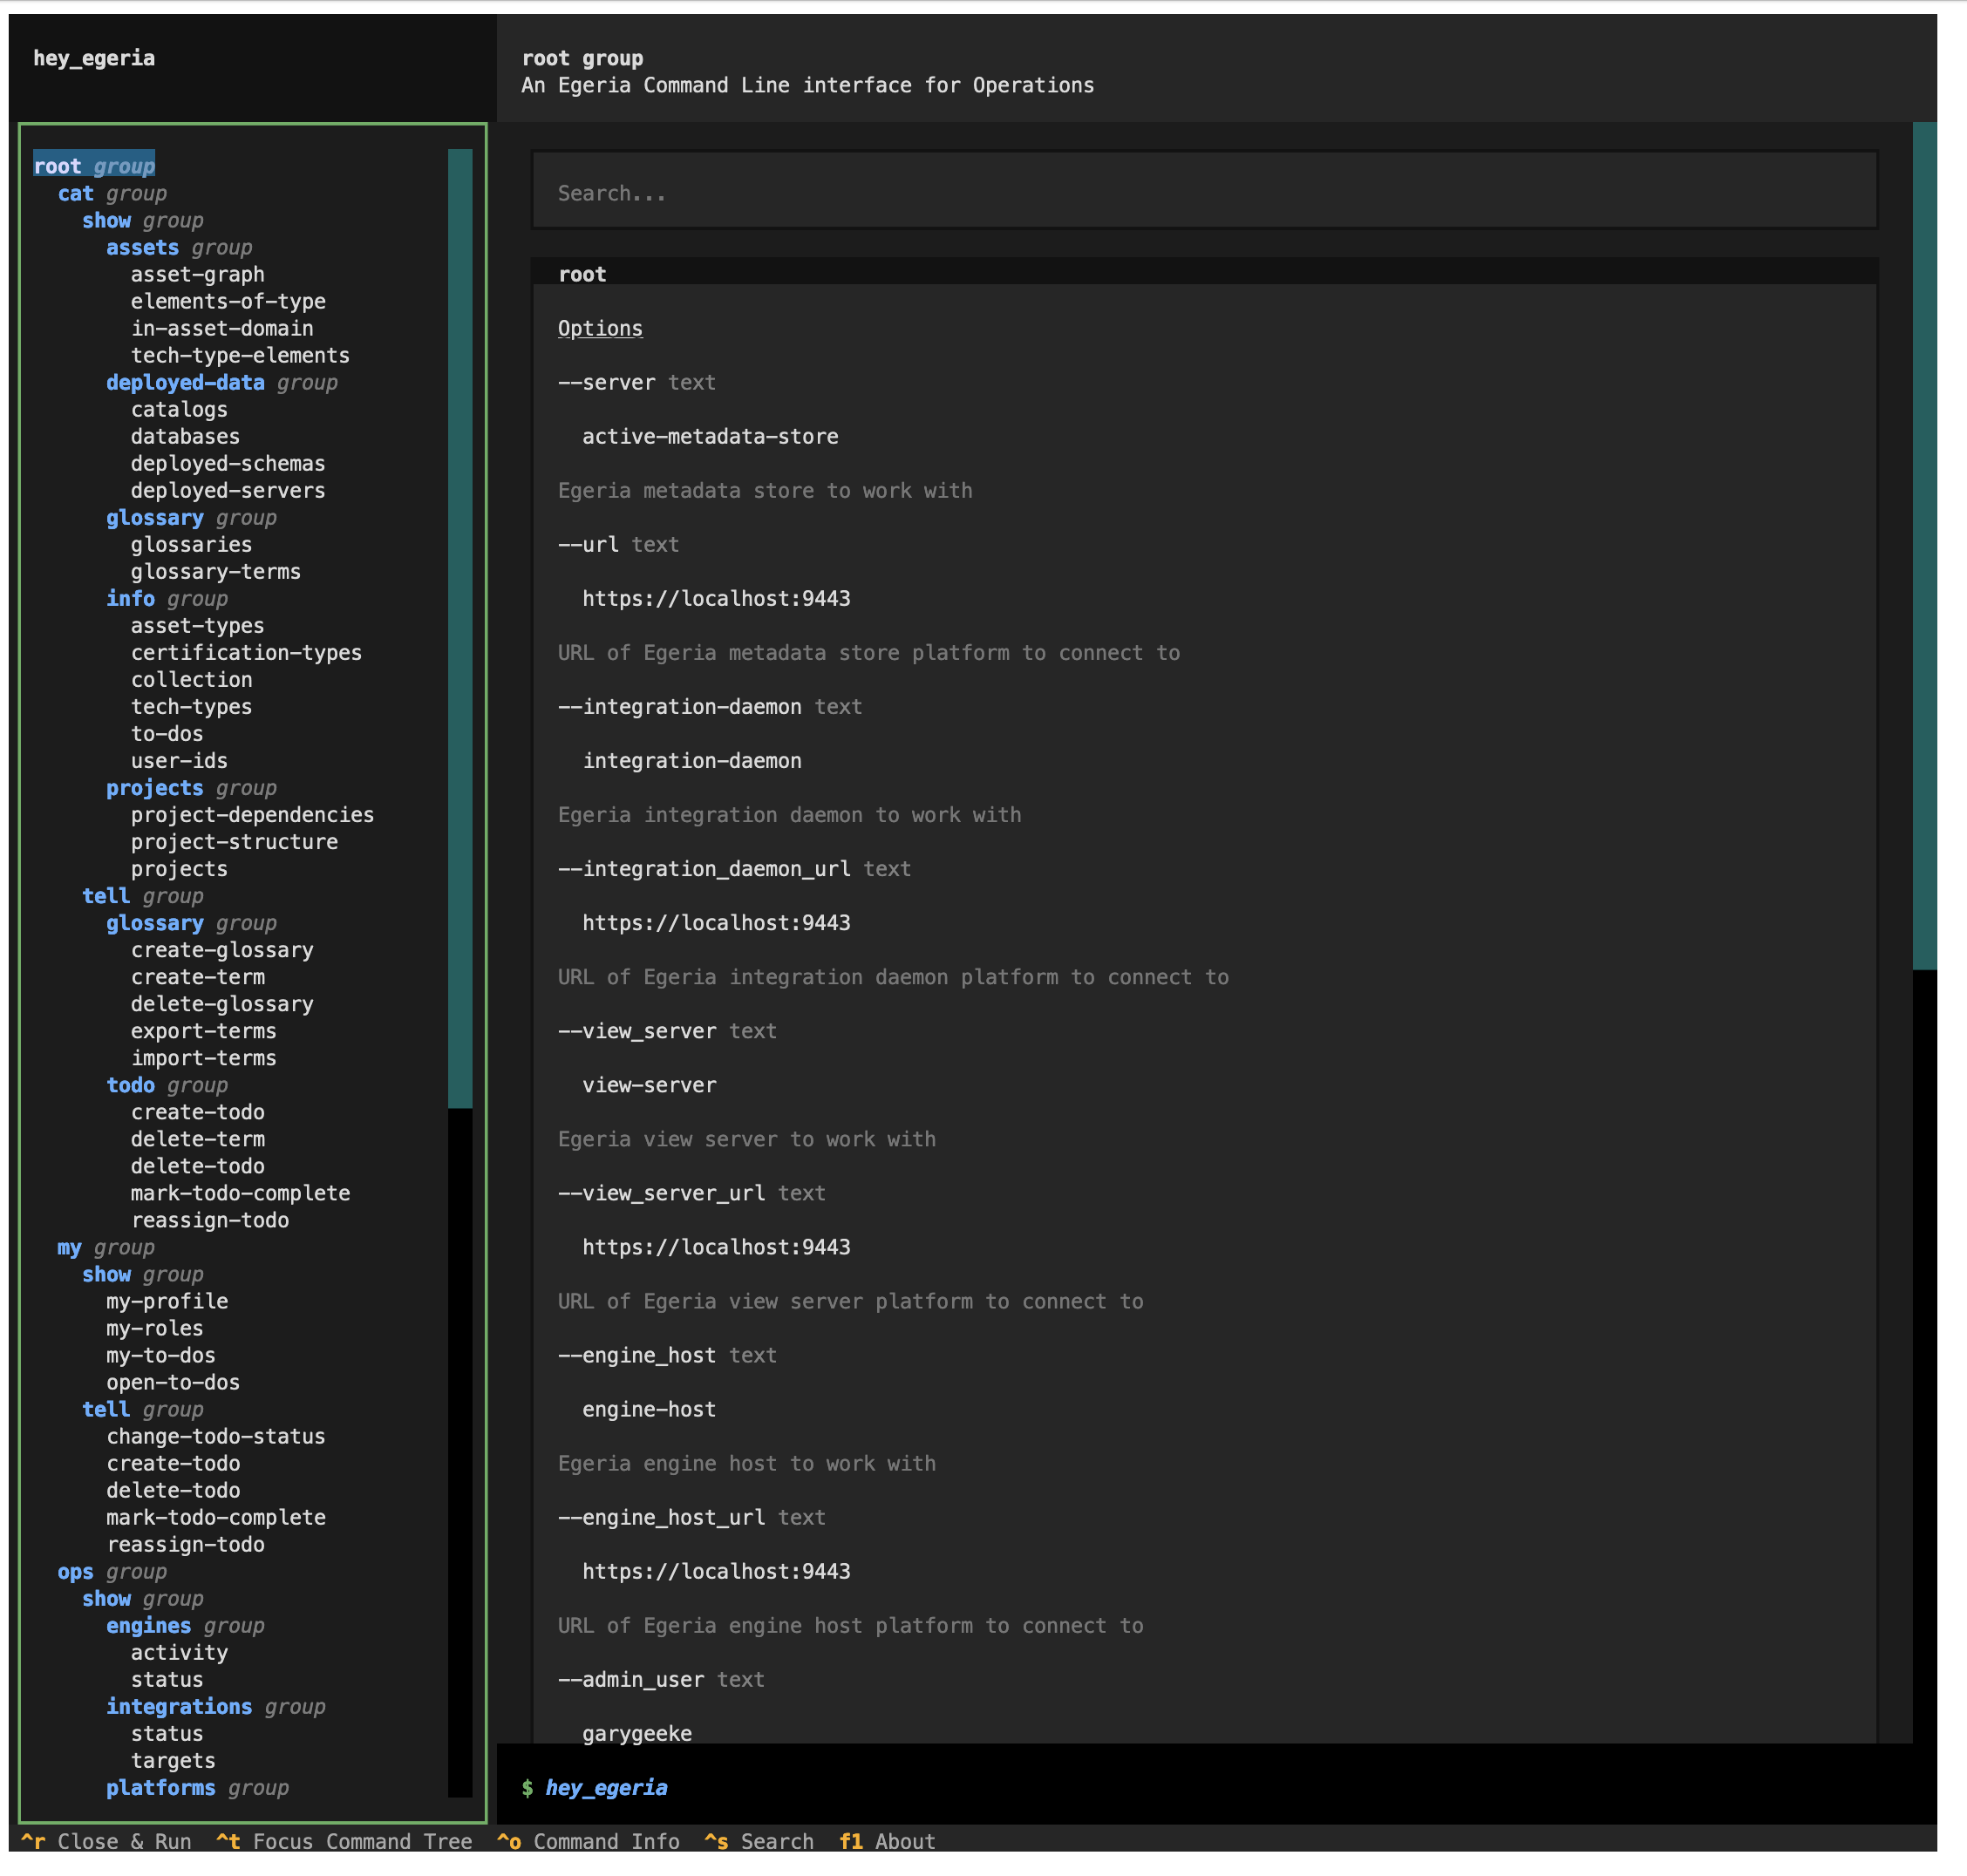 hey_egeria
root group
An Egeria Command Line interface for Operations
root group
cat group
show group
assets group
asset-graph
elements-of-type
in-asset-domain
tech-type-elements
deployed-data group
catalogs
databases
deployed-schemas
deployed-servers
glossary group
glossaries
glossary-terms
info group
asset-types
certification-types
collection
tech-types
to-dos
user-ids
projects group
project-dependencies
project-structure
projects
tell group
glossary group
create-glossary
create-term
delete-glossary
export-terms
import-terms
todo group
create-todo
delete-term
delete-todo
mark-todo-complete
reassign-todo
my group
show group
my-profile
my-roles
my-to-dos
open-to-dos
tell group
change-todo-status
create-todo
delete-todo
mark-todo-complete
reassign-todo
ops group
show group
engines group
activity
status
integrations group
status
targets
platforms group
Search...
root
Options
--server text
active-metadata-store
Egeria metadata store to work with
--url text
https://localhost:9443
URL of Egeria metadata store platform to connect to
--integration-daemon text
integration-daemon
Egeria integration daemon to work with
--integration_daemon_url text
https://localhost:9443
URL of Egeria integration daemon platform to connect to
--view_server text
view-server
Egeria view server to work with
--view_server_url text
https://localhost:9443
URL of Egeria view server platform to connect to
--engine_host text
engine-host
Egeria engine host to work with
--engine_host_url text
https://localhost:9443
URL of Egeria engine host platform to connect to
--admin_user text
garygeeke
$ hey_egeria
^r Close & Run ^t Focus Command Tree ^o Command Info ^s Search f1 About